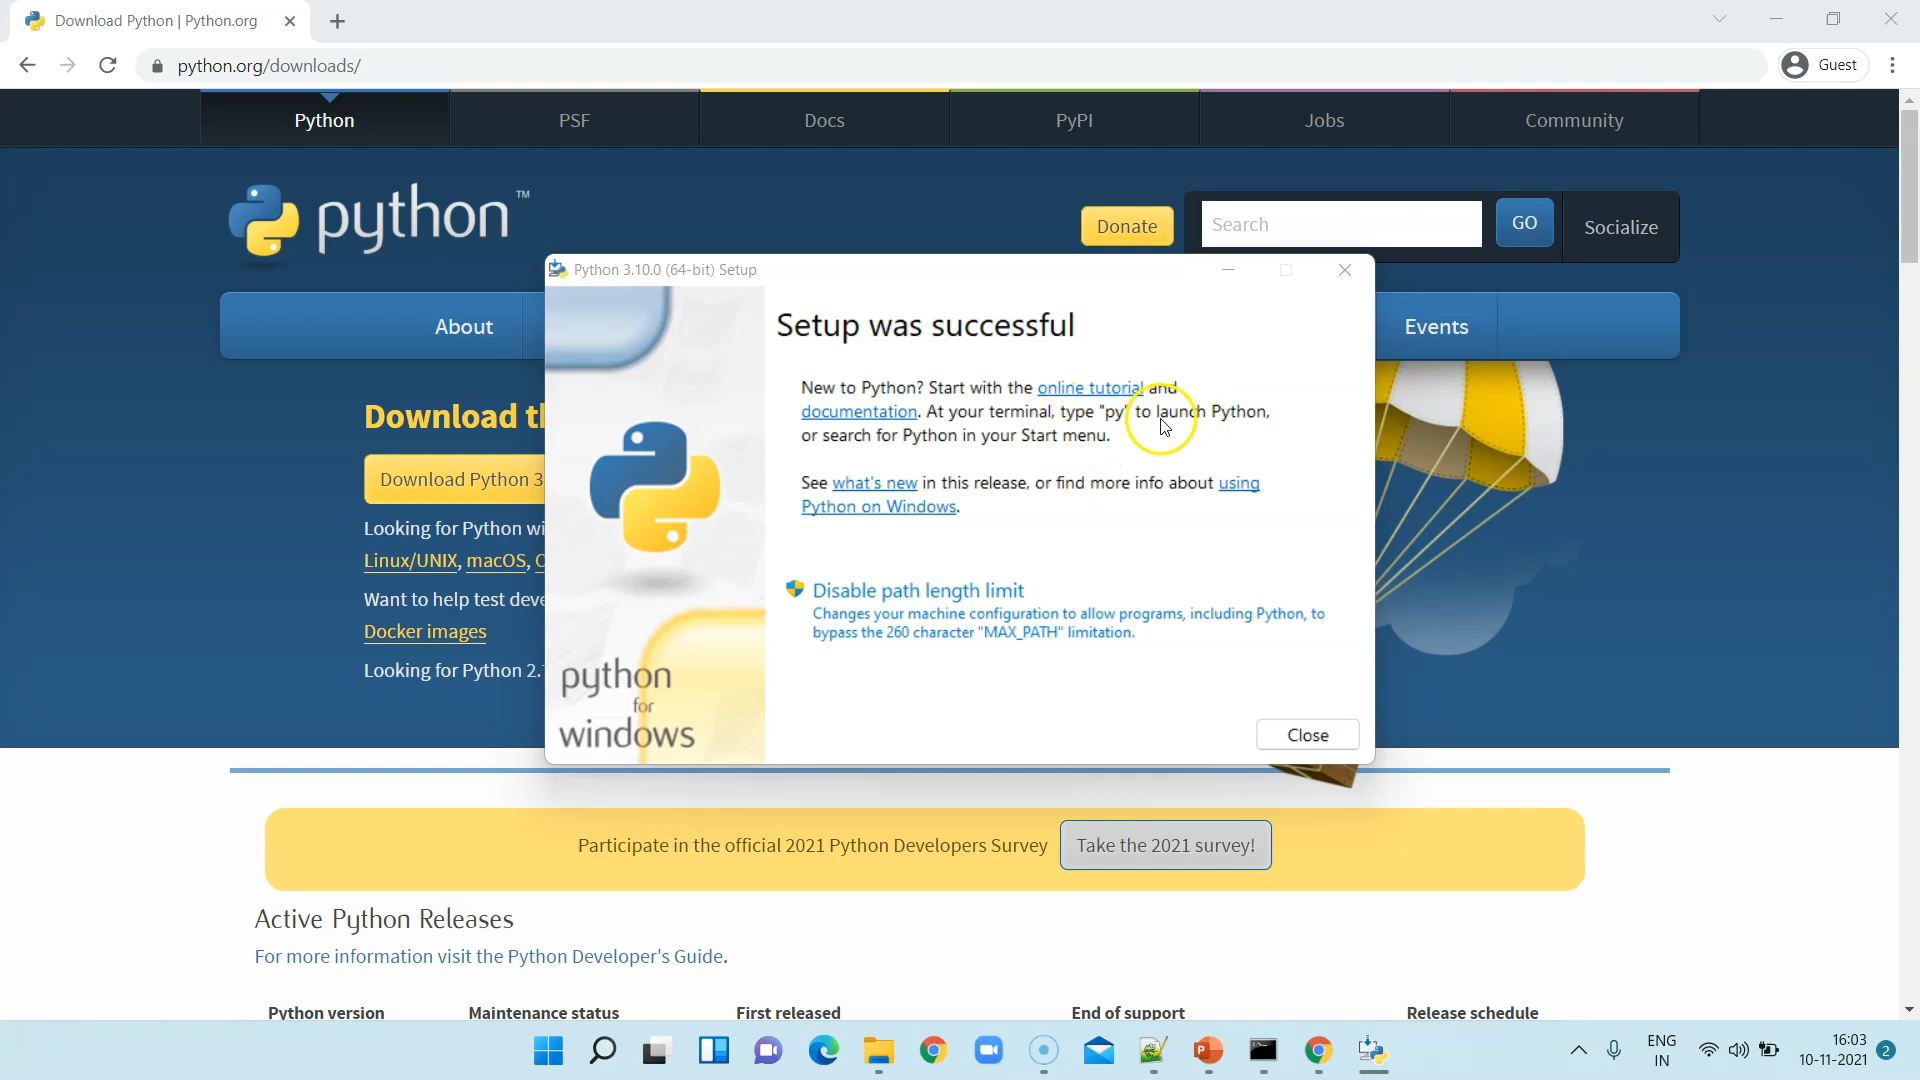 Download Python | Python.org
python.org/downloads/
Guest
Python
PSF
Docs
PyPI
Jobs
Community
python™
Donate
Search
GO
Socialize
About
Events
Python 3.10.0 (64-bit) Setup
Setup was successful
New to Python? Start with the online tutorial and
documentation. At your terminal, type "py" to launch Python,
or search for Python in your Start menu.
See what's new in this release, or find more info about using
Python on Windows.
Disable path length limit
Changes your machine configuration to allow programs, including Python, to
bypass the 260 character "MAX_PATH" limitation.
python
for
windows
Close
Download
Download Python 3
Looking for Python
Linux/UNIX, macOS,
Want to help test
Docker images
Looking for Python 2.
Participate in the official 2021 Python Developers Survey
Take the 2021 survey!
Active Python Releases
For more information visit the Python Developer's Guide.
Python version
Maintenance status
First released
End of support
Release schedule
ENG
IN
16:03
10-11-2021
2